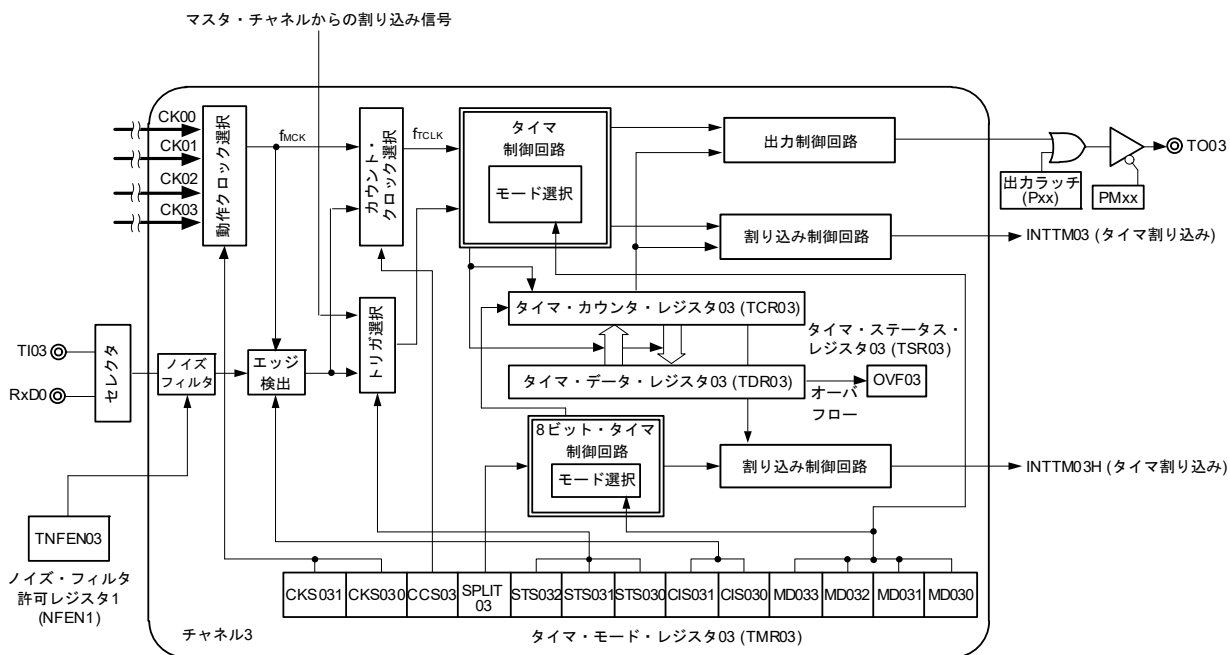 マスタ・チャネルからの割り込み信号
CK00
CK01
CK02
CK03
動作クロック選択
fMCK
カウント・
クロック選択
fTCLK
タイマ
制御回路
モード選択
出力制御回路
出力ラッチ
(Pxx)
PMxx
TO03
割り込み制御回路
INTTM03 (タイマ割り込み)
タイマ・カウンタ・レジスタ03 (TCR03)
タイマ・ステータス・
レジスタ03 (TSR03)
トリガ選択
TI03
RxD0
セレクタ
ノイズ
フィルタ
エッジ
検出
タイマ・データ・レジスタ03 (TDR03)
オーバ
フロー
OVF03
8ビット・タイマ
制御回路
モード選択
割り込み制御回路
INTTM03H (タイマ割り込み)
TNFEN03
ノイズ・フィルタ
許可レジスタ1
(NFEN1)
CKS031
CKS030
CCS03
SPLIT
03
STS032
STS031
STS030
CIS031
CIS030
MD033
MD032
MD031
MD030
チャネル3
タイマ・モード・レジスタ03 (TMR03)